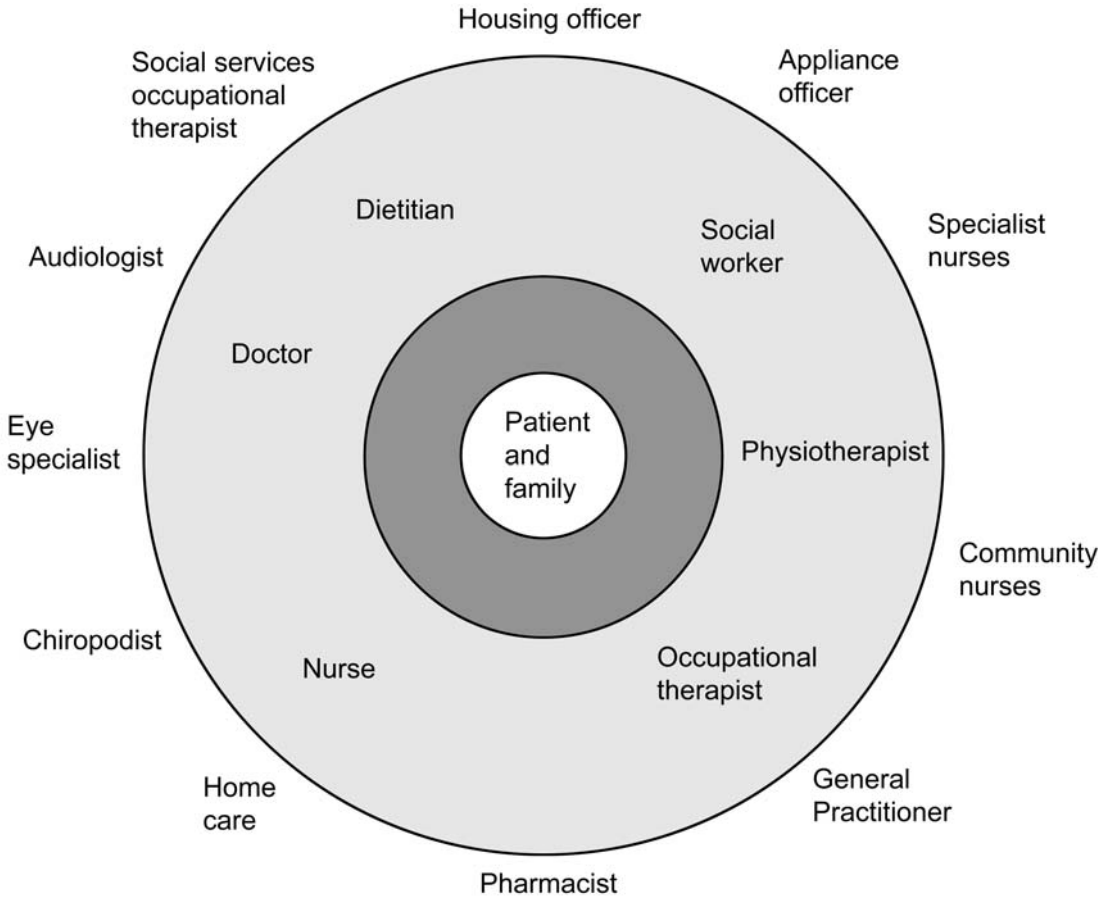 Housing officer
Social services
occupational
therapist
Appliance
officer
Dietitian
Social
worker
Specialist
nurses
Audiologist
Doctor
Patient
and
family
Eye
specialist
Physiotherapist
Community
nurses
Chiropodist
Nurse
Occupational
therapist
Home
care
General
Practitioner
Pharmacist